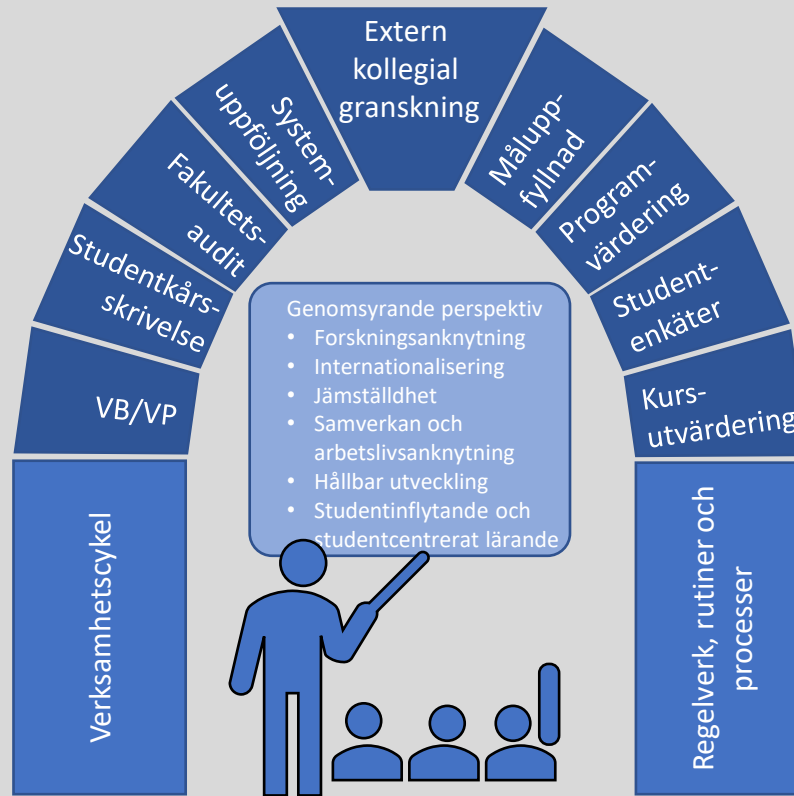 Extern
kollegial
granskning
System-
uppföljning
Fakultets-
audit
Studentkårs-
skrivelse
VB/VP
Verksamhetscykel
Målupp-
fyllnad
Program-
värdering
Student-
enkäter
Kurs-
utvärdering
Regelverk, rutiner och
processer
Genomsyrande perspektiv
• Forskningsanknytning
• Internationalisering
• Jämställdhet
• Samverkan och
arbetslivsanknytning
• Hållbar utveckling
• Studentinflytande och
studentcentrerat lärande